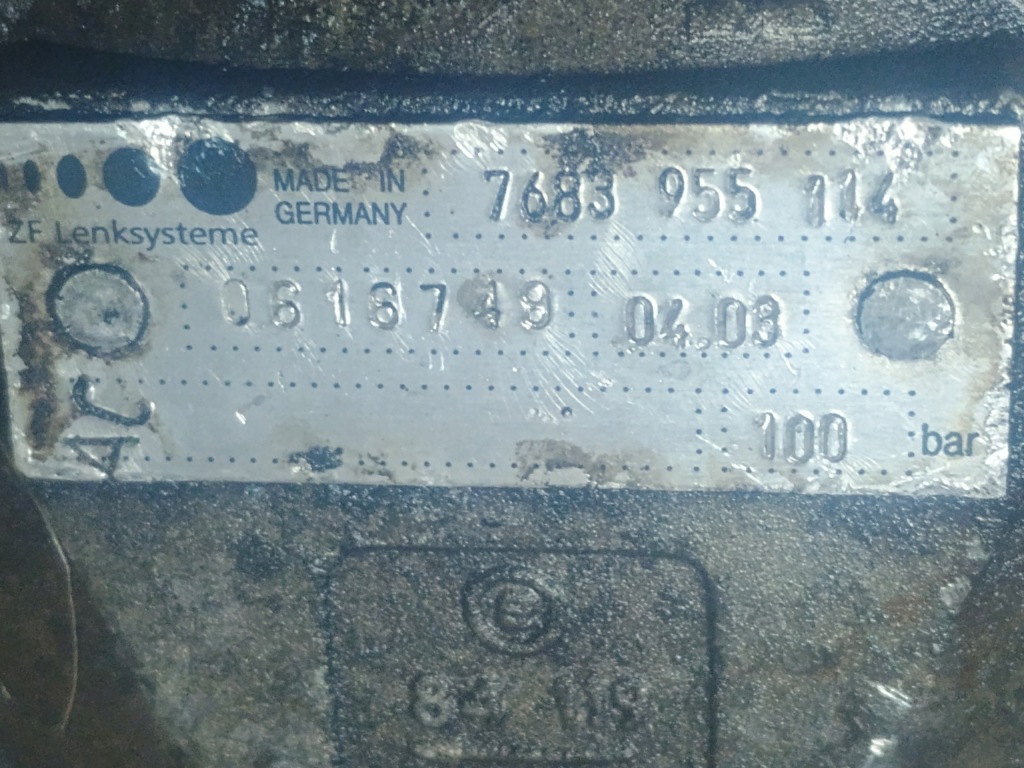 MADE IN
GERMANY
7683 955 114
ZF Lenksysteme
0616749 04.03
100 bar